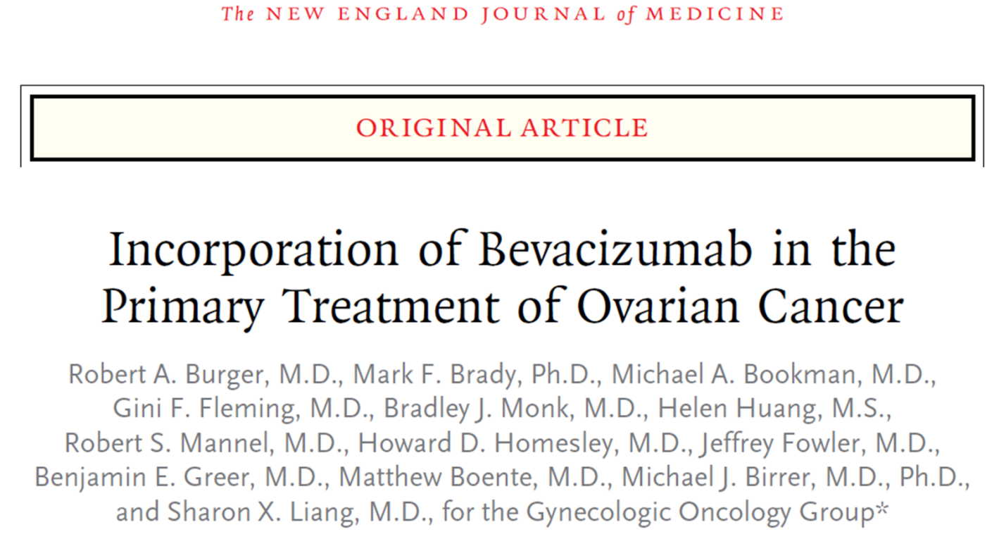 The NEW ENGLAND JOURNAL of MEDICINE
ORIGINAL ARTICLE
Incorporation of Bevacizumab in the
Primary Treatment of Ovarian Cancer
Robert A. Burger, M.D., Mark F. Brady, Ph.D., Michael A. Bookman, M.D.,
Gini F. Fleming, M.D., Bradley J. Monk, M.D., Helen Huang, M.S.,
Robert S. Mannel, M.D., Howard D. Homesley, M.D., Jeffrey Fowler, M.D.,
Benjamin E. Greer, M.D., Matthew Boente, M.D., Michael J. Birrer, M.D., Ph.D.,
and Sharon X. Liang, M.D., for the Gynecologic Oncology Group*